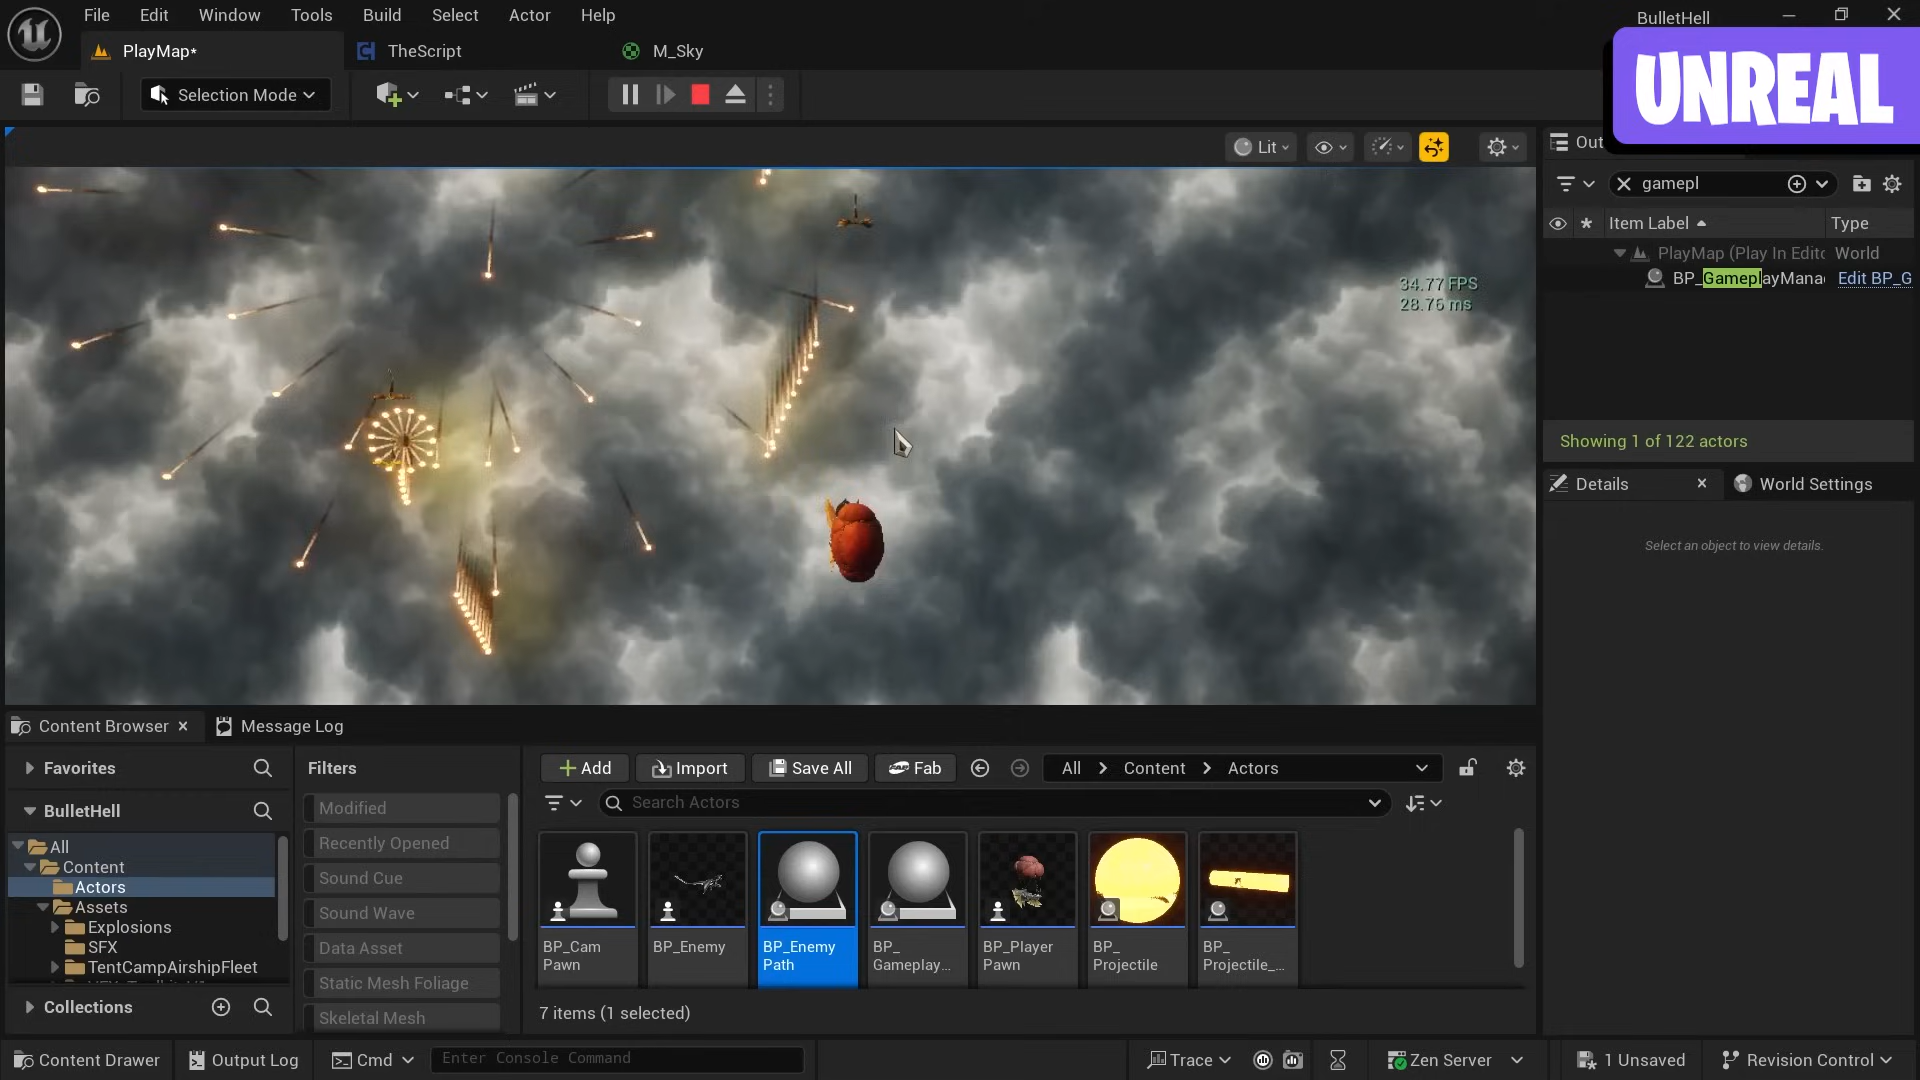 File Edit Window Tools Build Select Actor Help
BulletHell
PlayMap*
TheScript
M_Sky
UNREAL
Selection Mode
Lit
Out
gamepl
Item Label
Type
PlayMap (Play In Edito
World
BP_GameplayMana
Edit BP_G
34.77 FPS
28.76 ms
Showing 1 of 122 actors
Details
World Settings
Select an object to view details.
Content Browser
Message Log
Favorites
Filters
Add
Import
Save All
Fab
All > Content > Actors
BulletHell
Modified
Search Actors
Recently Opened
All
Content
Actors
Assets
Explosions
SFX
TentCampAirshipFleet
Sound Cue
Sound Wave
Data Asset
Static Mesh Foliage
Skeletal Mesh
BP_Cam
Pawn
BP_Enemy
BP_Enemy
Path
BP_
Gameplay...
BP_Player
Pawn
BP_
Projectile
BP_
Projectile_...
Collections
7 items (1 selected)
Content Drawer
Output Log
Cmd
Enter Console Command
Trace
Zen Server
1 Unsaved
Revision Control